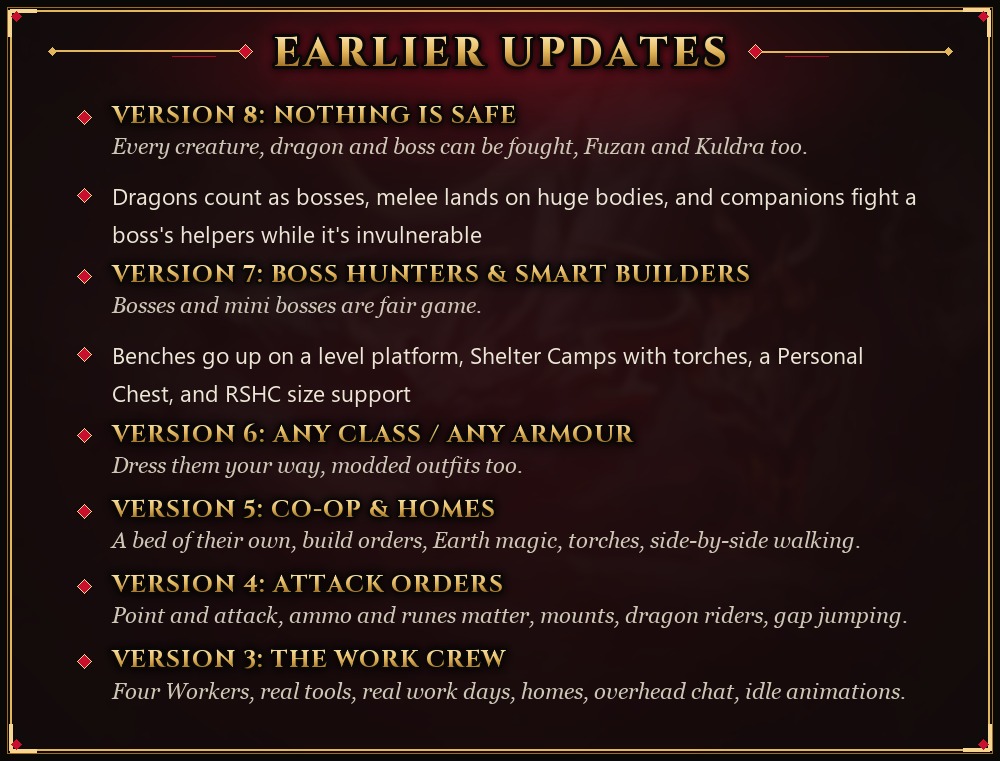 EARLIER UPDATES
VERSION 8: NOTHING IS SAFE
Every creature, dragon and boss can be fought, Fuzan and Kuldra too.
Dragons count as bosses, melee lands on huge bodies, and companions fight a
boss's helpers while it's invulnerable
VERSION 7: BOSS HUNTERS & SMART BUILDERS
Bosses and mini bosses are fair game.
Benches go up on a level platform, Shelter Camps with torches, a Personal
Chest, and RSHC size support
VERSION 6: ANY CLASS / ANY ARMOUR
Dress them your way, modded outfits too.
VERSION 5: CO-OP & HOMES
A bed of their own, build orders, Earth magic, torches, side-by-side walking.
VERSION 4: ATTACK ORDERS
Point and attack, ammo and runes matter, mounts, dragon riders, gap jumping.
VERSION 3: THE WORK CREW
Four Workers, real tools, real work days, homes, overhead chat, idle animations.